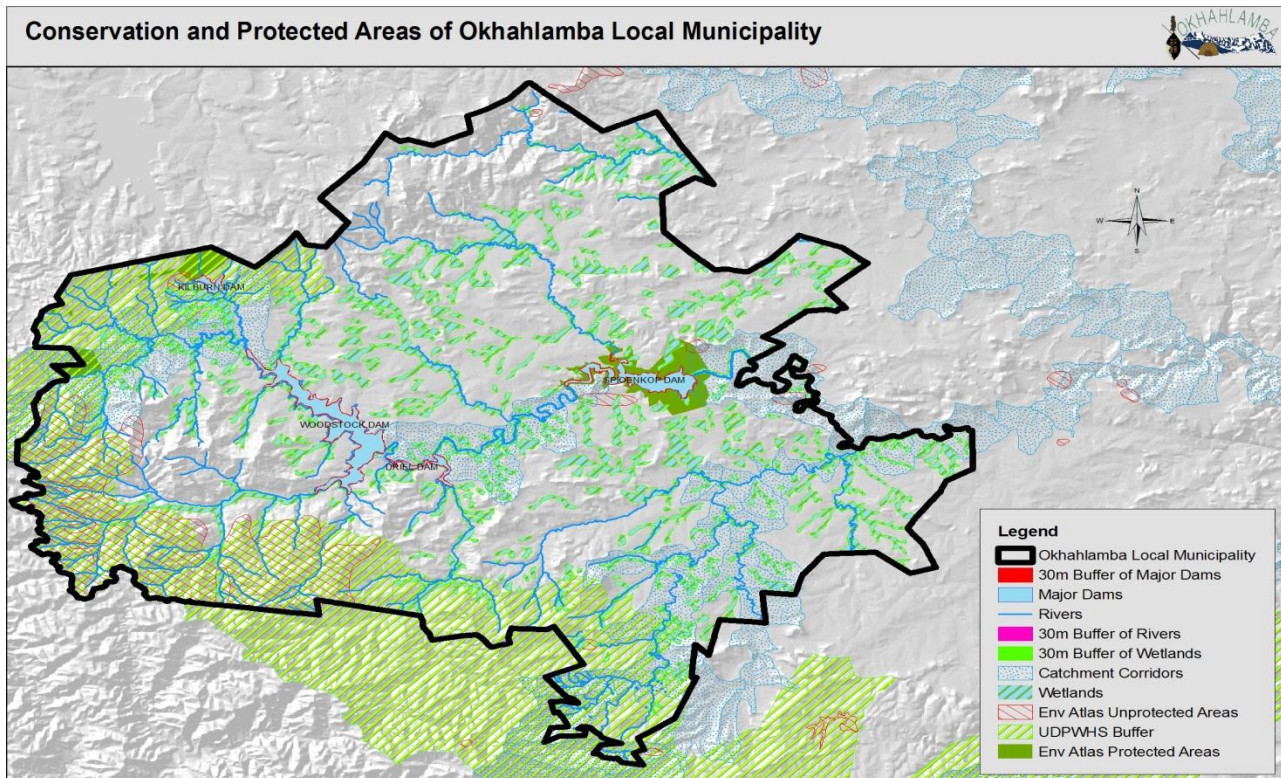 Conservation and Protected Areas of Okhahlamba Local Municipality
OKHAHLAMBA
N
W E
S
KILBURN DAM
SPIOENKOP DAM
WOODSTOCK DAM
DRIEL DAM
Legend
Okhahlamba Local Municipality
30m Buffer of Major Dams
Major Dams
Rivers
30m Buffer of Rivers
30m Buffer of Wetlands
Catchment Corridors
Wetlands
Env Atlas Unprotected Areas
UDPWHS Buffer
Env Atlas Protected Areas